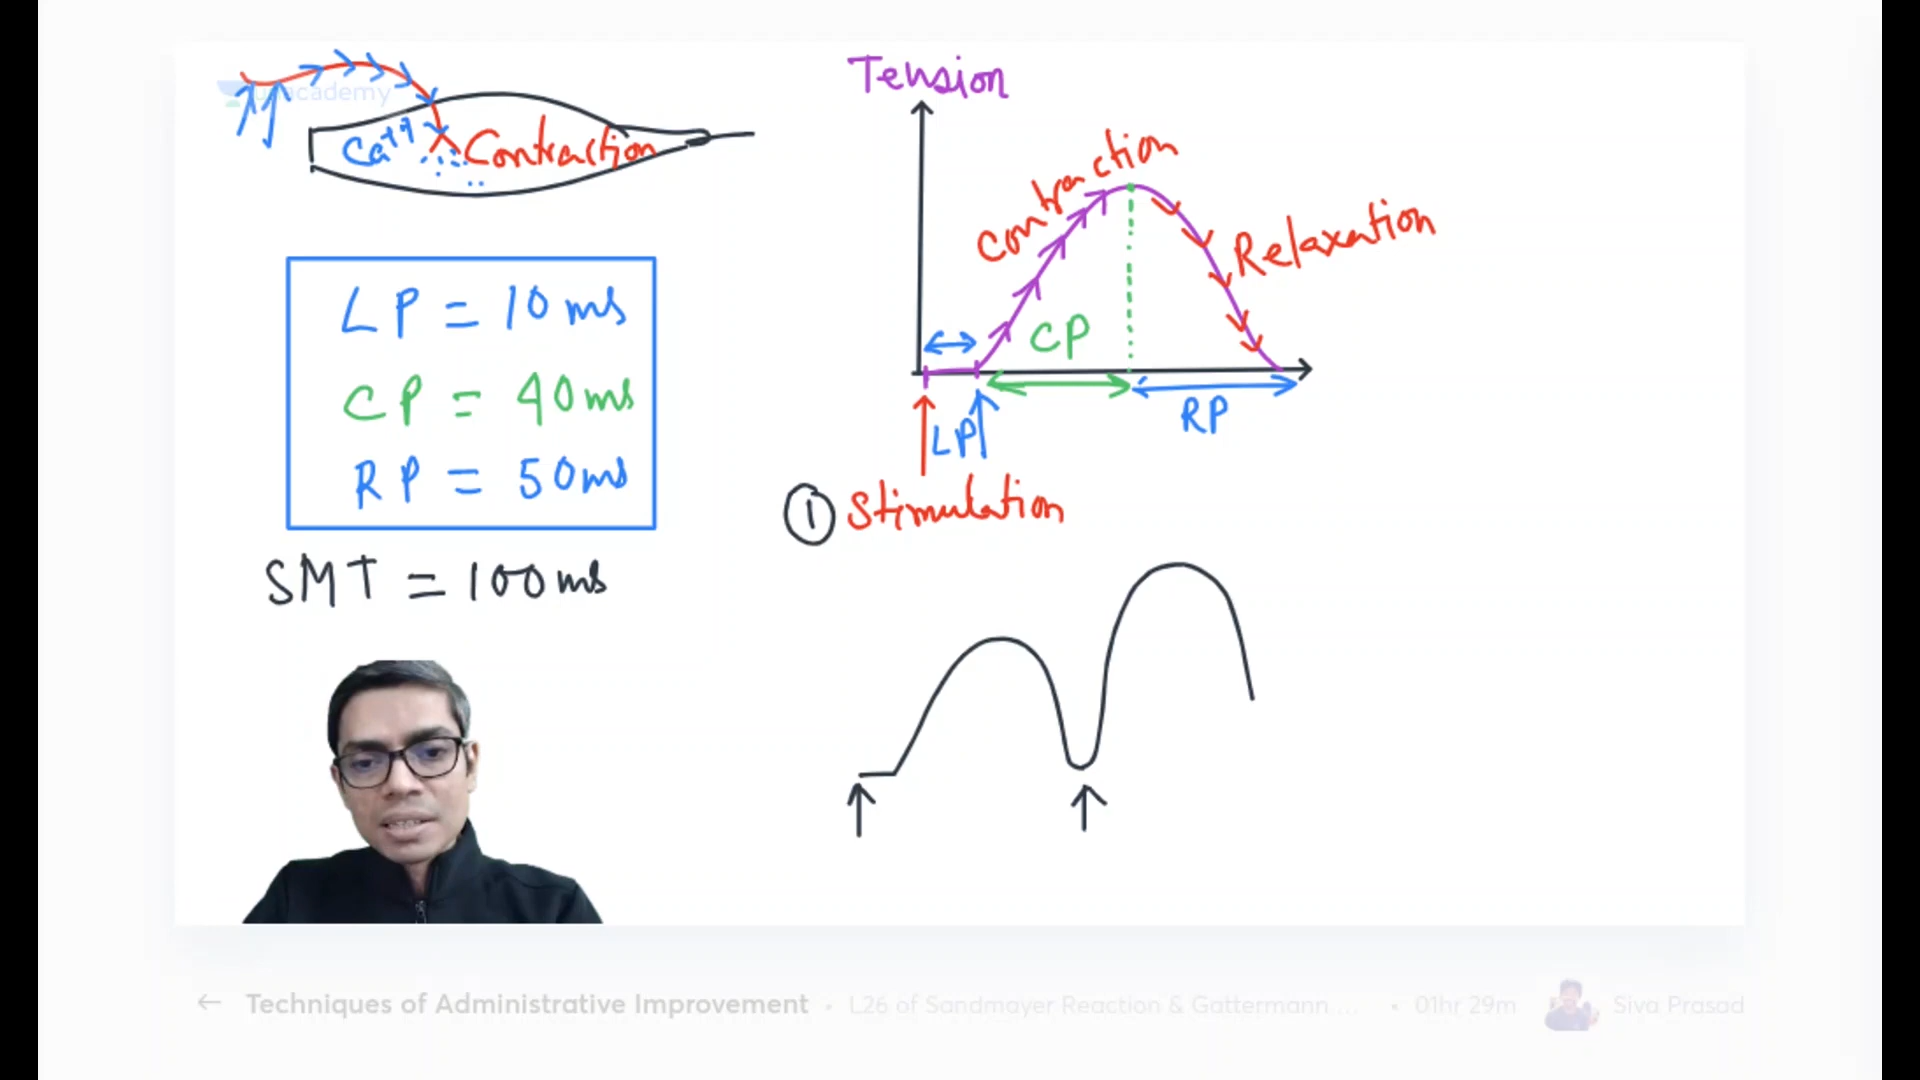 unacademy
Ca++ Contraction
LP = 10 ms
CP = 40 ms
RP = 50 ms
SMT = 100 ms
Tension
Contraction
Relaxation
CP
LP
RP
1 Stimulation
← Techniques of Administrative Improvement • L26 of Sandmayer Reaction & Gattermann ... • 01hr 29m Siva Prasad